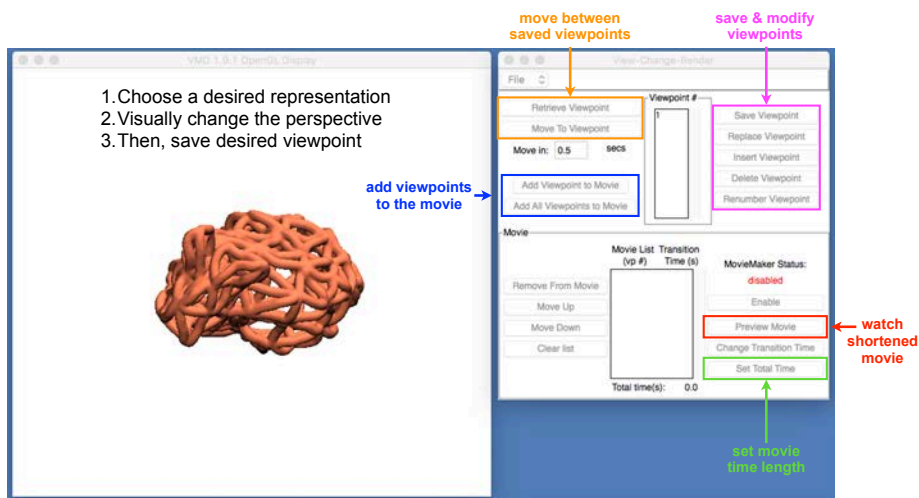 move between
saved viewpoints
save & modify
viewpoints
VMD 1.9.1 OpenGL Display
View-Change-Render
1.Choose a desired representation
2.Visually change the perspective
3.Then, save desired viewpoint
File
Viewpoint #
Retrieve Viewpoint
Move To Viewpoint
Move in: 0.5 secs
1
Save Viewpoint
Replace Viewpoint
Insert Viewpoint
Delete Viewpoint
Renumber Viewpoint
add viewpoints
to the movie
Add Viewpoint to Movie
Add All Viewpoints to Movie
Movie
Movie List Transition
(vp #) Time (s)
MovieMaker Status:
disabled
Remove From Movie
Move Up
Move Down
Clear list
Enable
Preview Movie
Change Transition Time
Set Total Time
Total time(s): 0.0
watch
shortened
movie
set movie
time length